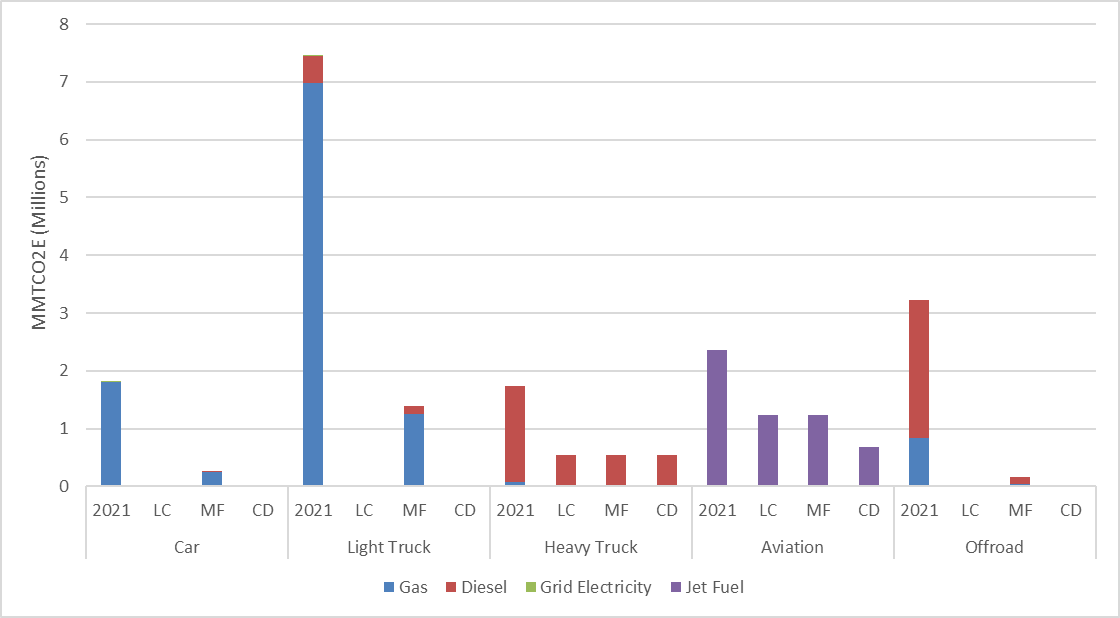 8
7
6
5
4
3
2
1
0
MMTCO2E (Millions)
2021 LC MF CD 2021 LC MF CD 2021 LC MF CD 2021 LC MF CD 2021 LC MF CD
Car Light Truck Heavy Truck Aviation Offroad
Gas Diesel Grid Electricity Jet Fuel